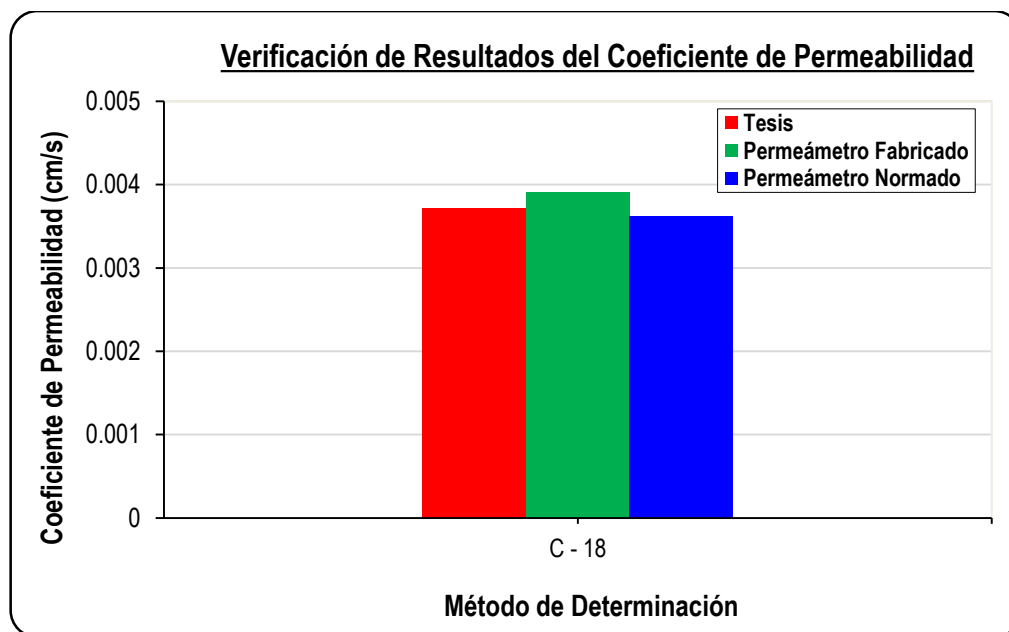 Verificación de Resultados del Coeficiente de Permeabilidad
Coeficiente de Permeabilidad (cm/s)
0.005
0.004
0.003
0.002
0.001
0
Tesis
Permeámetro Fabricado
Permeámetro Normado
C - 18
Método de Determinación